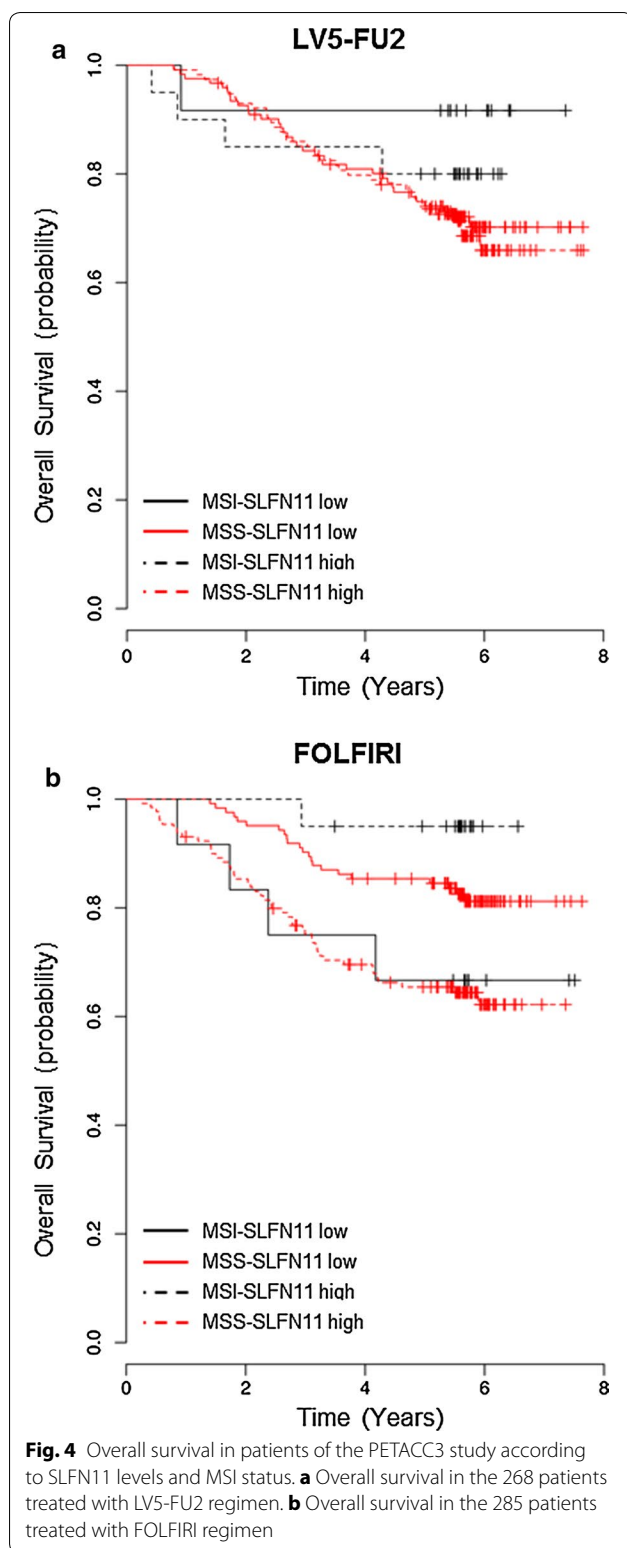 a
LV5-FU2
Overall Survival (probability)
1.0
0.8
0.6
0.4
0.2
0.0
MSI-SLFN11 low
MSS-SLFN11 low
MSI-SLFN11 high
MSS-SLFN11 high
0 2 4 6 8
Time (Years)
b
FOLFIRI
Overall Survival (probability)
1.0
0.8
0.6
0.4
0.2
0.0
MSI-SLFN11 low
MSS-SLFN11 low
MSI-SLFN11 high
MSS-SLFN11 high
0 2 4 6 8
Time (Years)
Fig. 4 Overall survival in patients of the PETACC3 study according
to SLFN11 levels and MSI status. a Overall survival in the 268 patients
treated with LV5-FU2 regimen. b Overall survival in the 285 patients
treated with FOLFIRI regimen